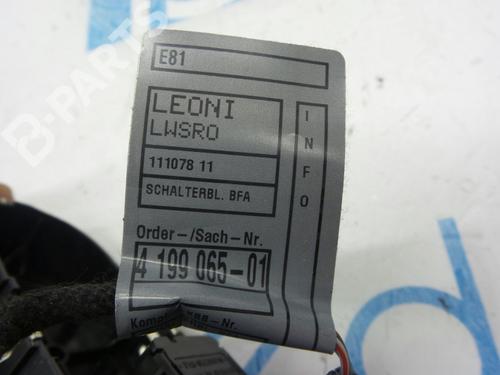 E81
LEONI
LWSRO
111078 11
SCHALTERBL. BFA
INFO
Order-/Sach-Nr.
4 199 065-01
B-PARTS